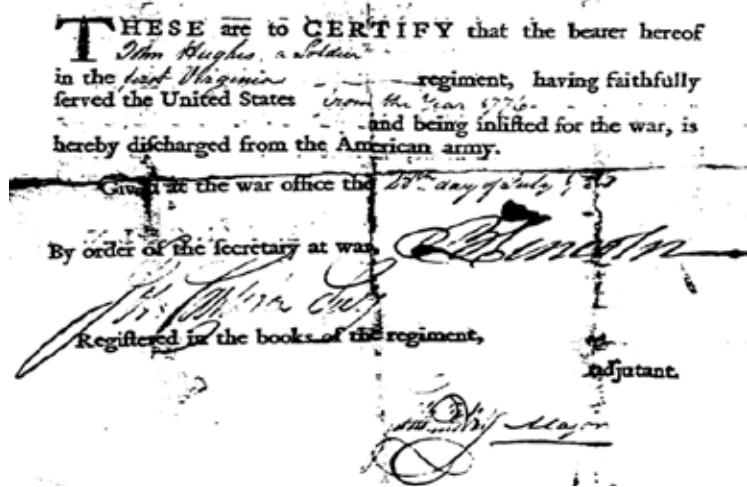 THESE are to CERTIFY that the bearer hereof
John Hughes, a Soldier
in the first Virginia regiment, having faithfully
ſerved the United States from the Year 1776
and being inliſted for the war, is
hereby diſcharged from the American army.
Given at the war office the day of July
By order of the ſecretary at war, B Lincoln
Regiſtered in the books of the regiment,
adjutant.
Major